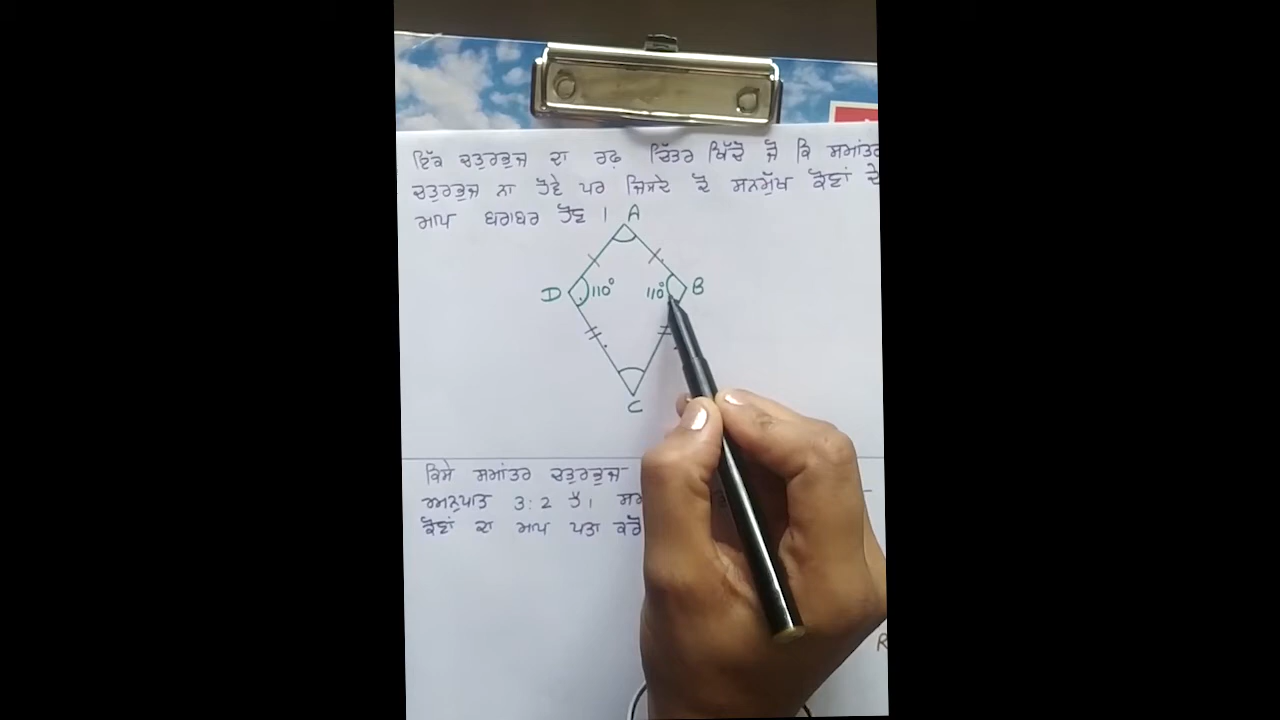 ਇੱਕ ਚਤੁਰਭੁਜ ਦਾ ਰਫ਼ ਚਿੱਤਰ ਖਿੱਚੋ ਜੋ ਕਿ ਸਮਾਂਤਰ
ਚਤੁਰਭੁਜ ਨਾ ਹੋਵੇ ਪਰ ਜਿਸਦੇ ਦੋ ਸਨਮੁੱਖ ਕੋਣਾਂ ਦੇ
ਮਾਪ ਬਰਾਬਰ ਹੋਣ ।
A
D 110° 110° B
C
ਕਿਸੇ ਸਮਾਂਤਰ ਚਤੁਰਭੁਜ
ਅਨੁਪਾਤ 3:2 ਹੈ।
ਕੋਣਾਂ ਦਾ ਮਾਪ ਪਤਾ ਕਰੋ